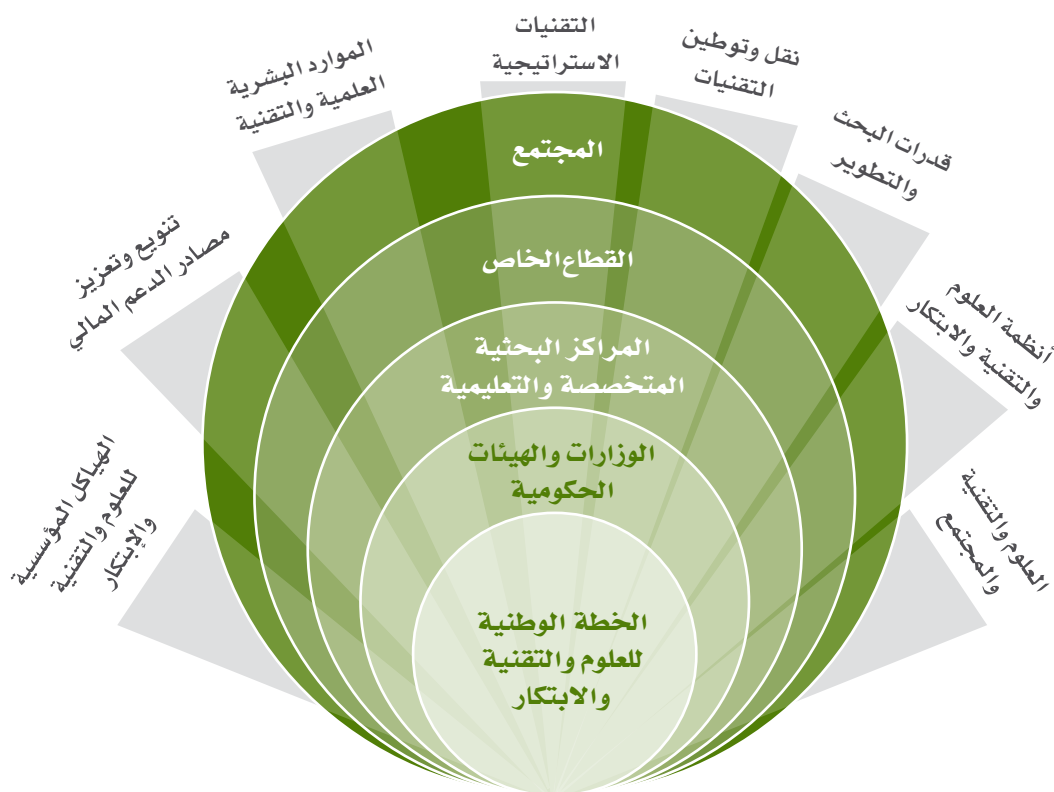 التقنيات
الاستراتيجية
نقل وتوطين
التقنيات
قدرات البحث
والتطوير
أنظمة العلوم
والتقنية والابتكار
العلوم والتقنية
والمجتمع
الموارد البشرية
العلمية والتقنية
تنويع وتعزيز
مصادر الدعم المالي
الهياكل المؤسسية
للعلوم والتقنية
والإبتكار
المجتمع
القطاع الخاص
المراكز البحثية
المتخصصة والتعليمية
الوزارات والهيئات
الحكومية
الخطة الوطنية
للعلوم والتقنية
والابتكار